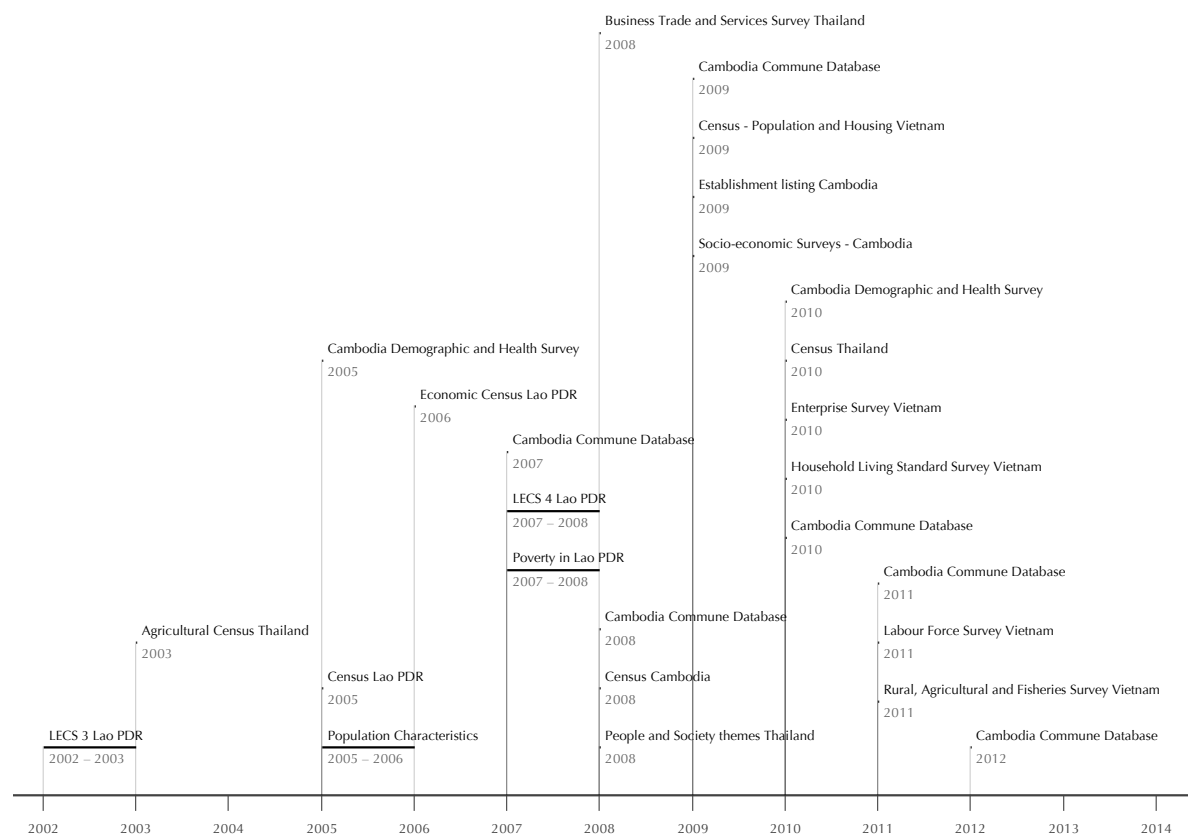 Business Trade and Services Survey Thailand
2008
Cambodia Commune Database
2009
Census - Population and Housing Vietnam
2009
Establishment listing Cambodia
2009
Socio-economic Surveys - Cambodia
2009
Cambodia Demographic and Health Survey
2010
Cambodia Demographic and Health Survey
2005
Census Thailand
2010
Economic Census Lao PDR
2006
Enterprise Survey Vietnam
2010
Cambodia Commune Database
2007
Household Living Standard Survey Vietnam
2010
LECS 4 Lao PDR
2007 – 2008
Cambodia Commune Database
2010
Poverty in Lao PDR
2007 – 2008
Cambodia Commune Database
2011
Cambodia Commune Database
2008
Agricultural Census Thailand
2003
Labour Force Survey Vietnam
2011
Census Lao PDR
2005
Census Cambodia
2008
Rural, Agricultural and Fisheries Survey Vietnam
2011
LECS 3 Lao PDR
2002 – 2003
Population Characteristics
2005 – 2006
People and Society themes Thailand
2008
Cambodia Commune Database
2012
2002 2003 2004 2005 2006 2007 2008 2009 2010 2011 2012 2013 2014